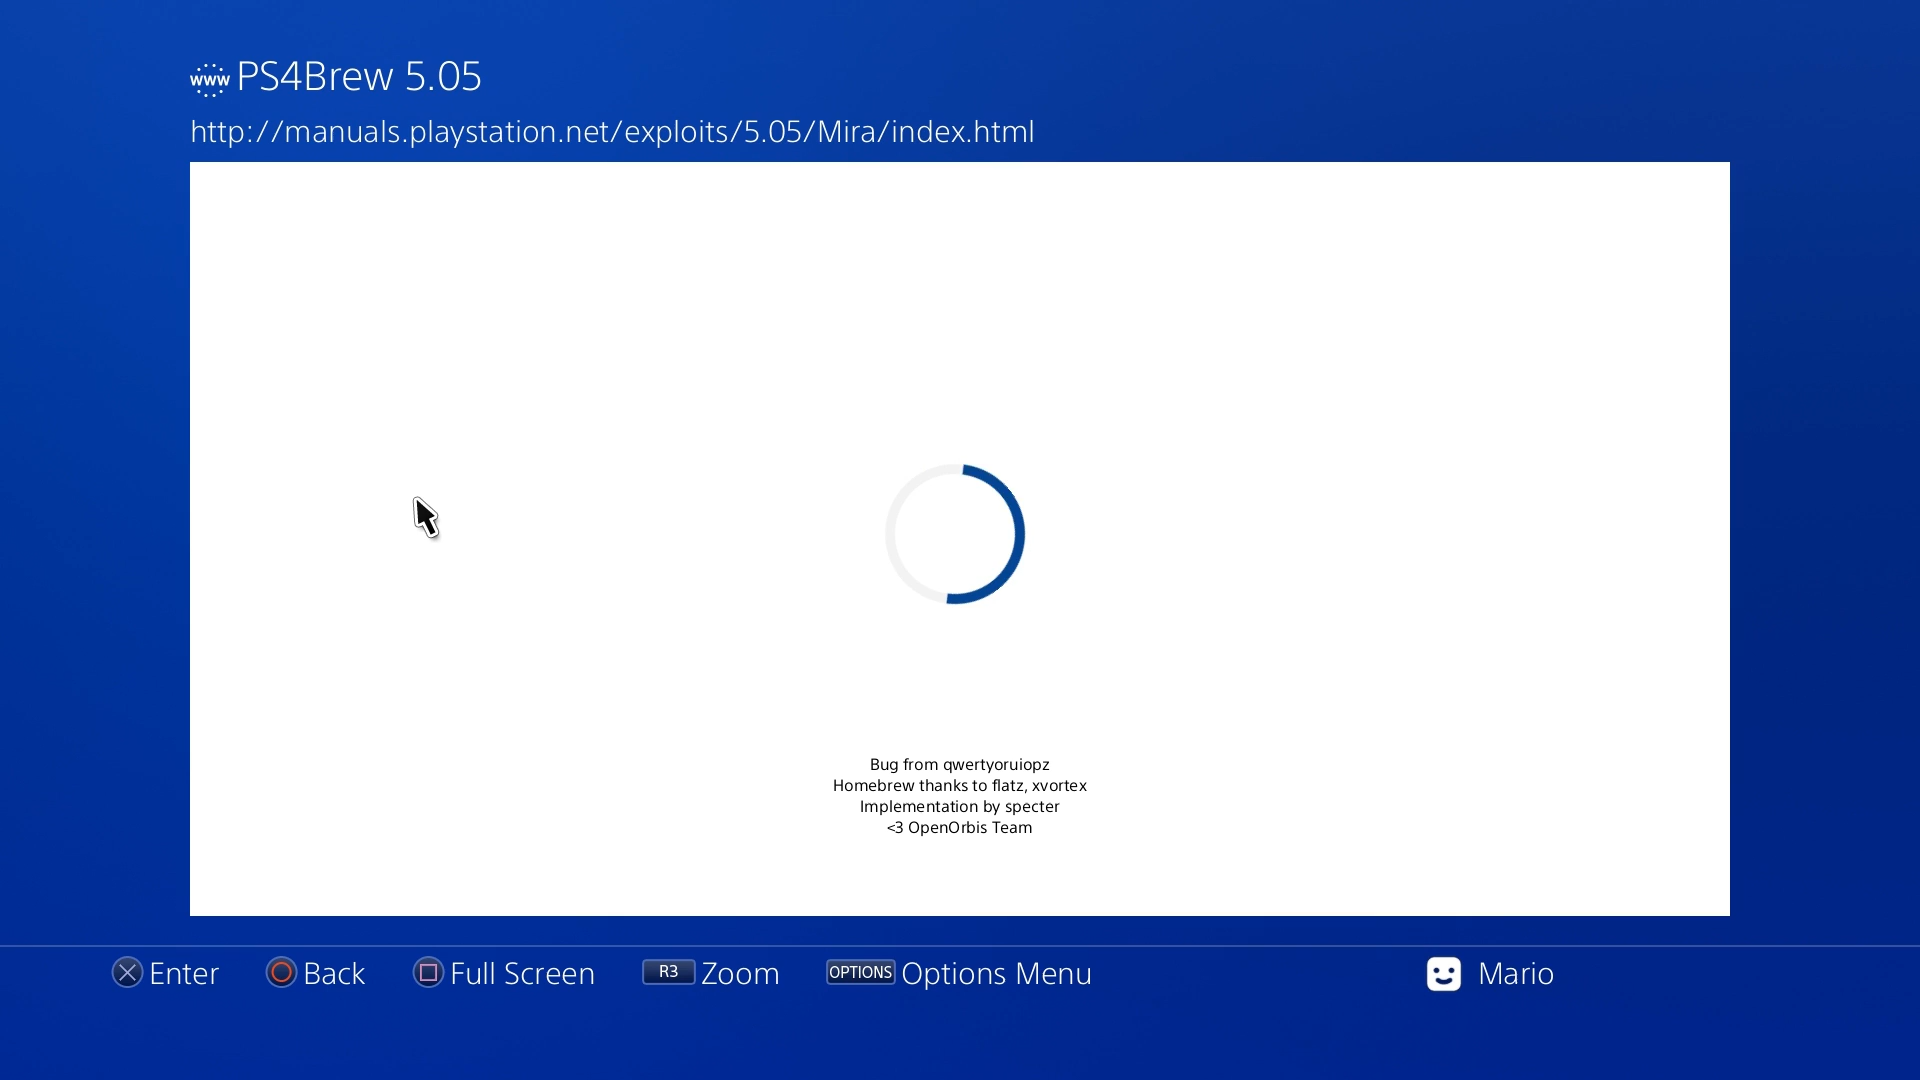 www PS4Brew 5.05
http://manuals.playstation.net/exploits/5.05/Mira/index.html
Bug from qwertyoruiopz
Homebrew thanks to flatz, xvortex
Implementation by specter
<3 OpenOrbis Team
Enter Back Full Screen R3 Zoom OPTIONS Options Menu Mario